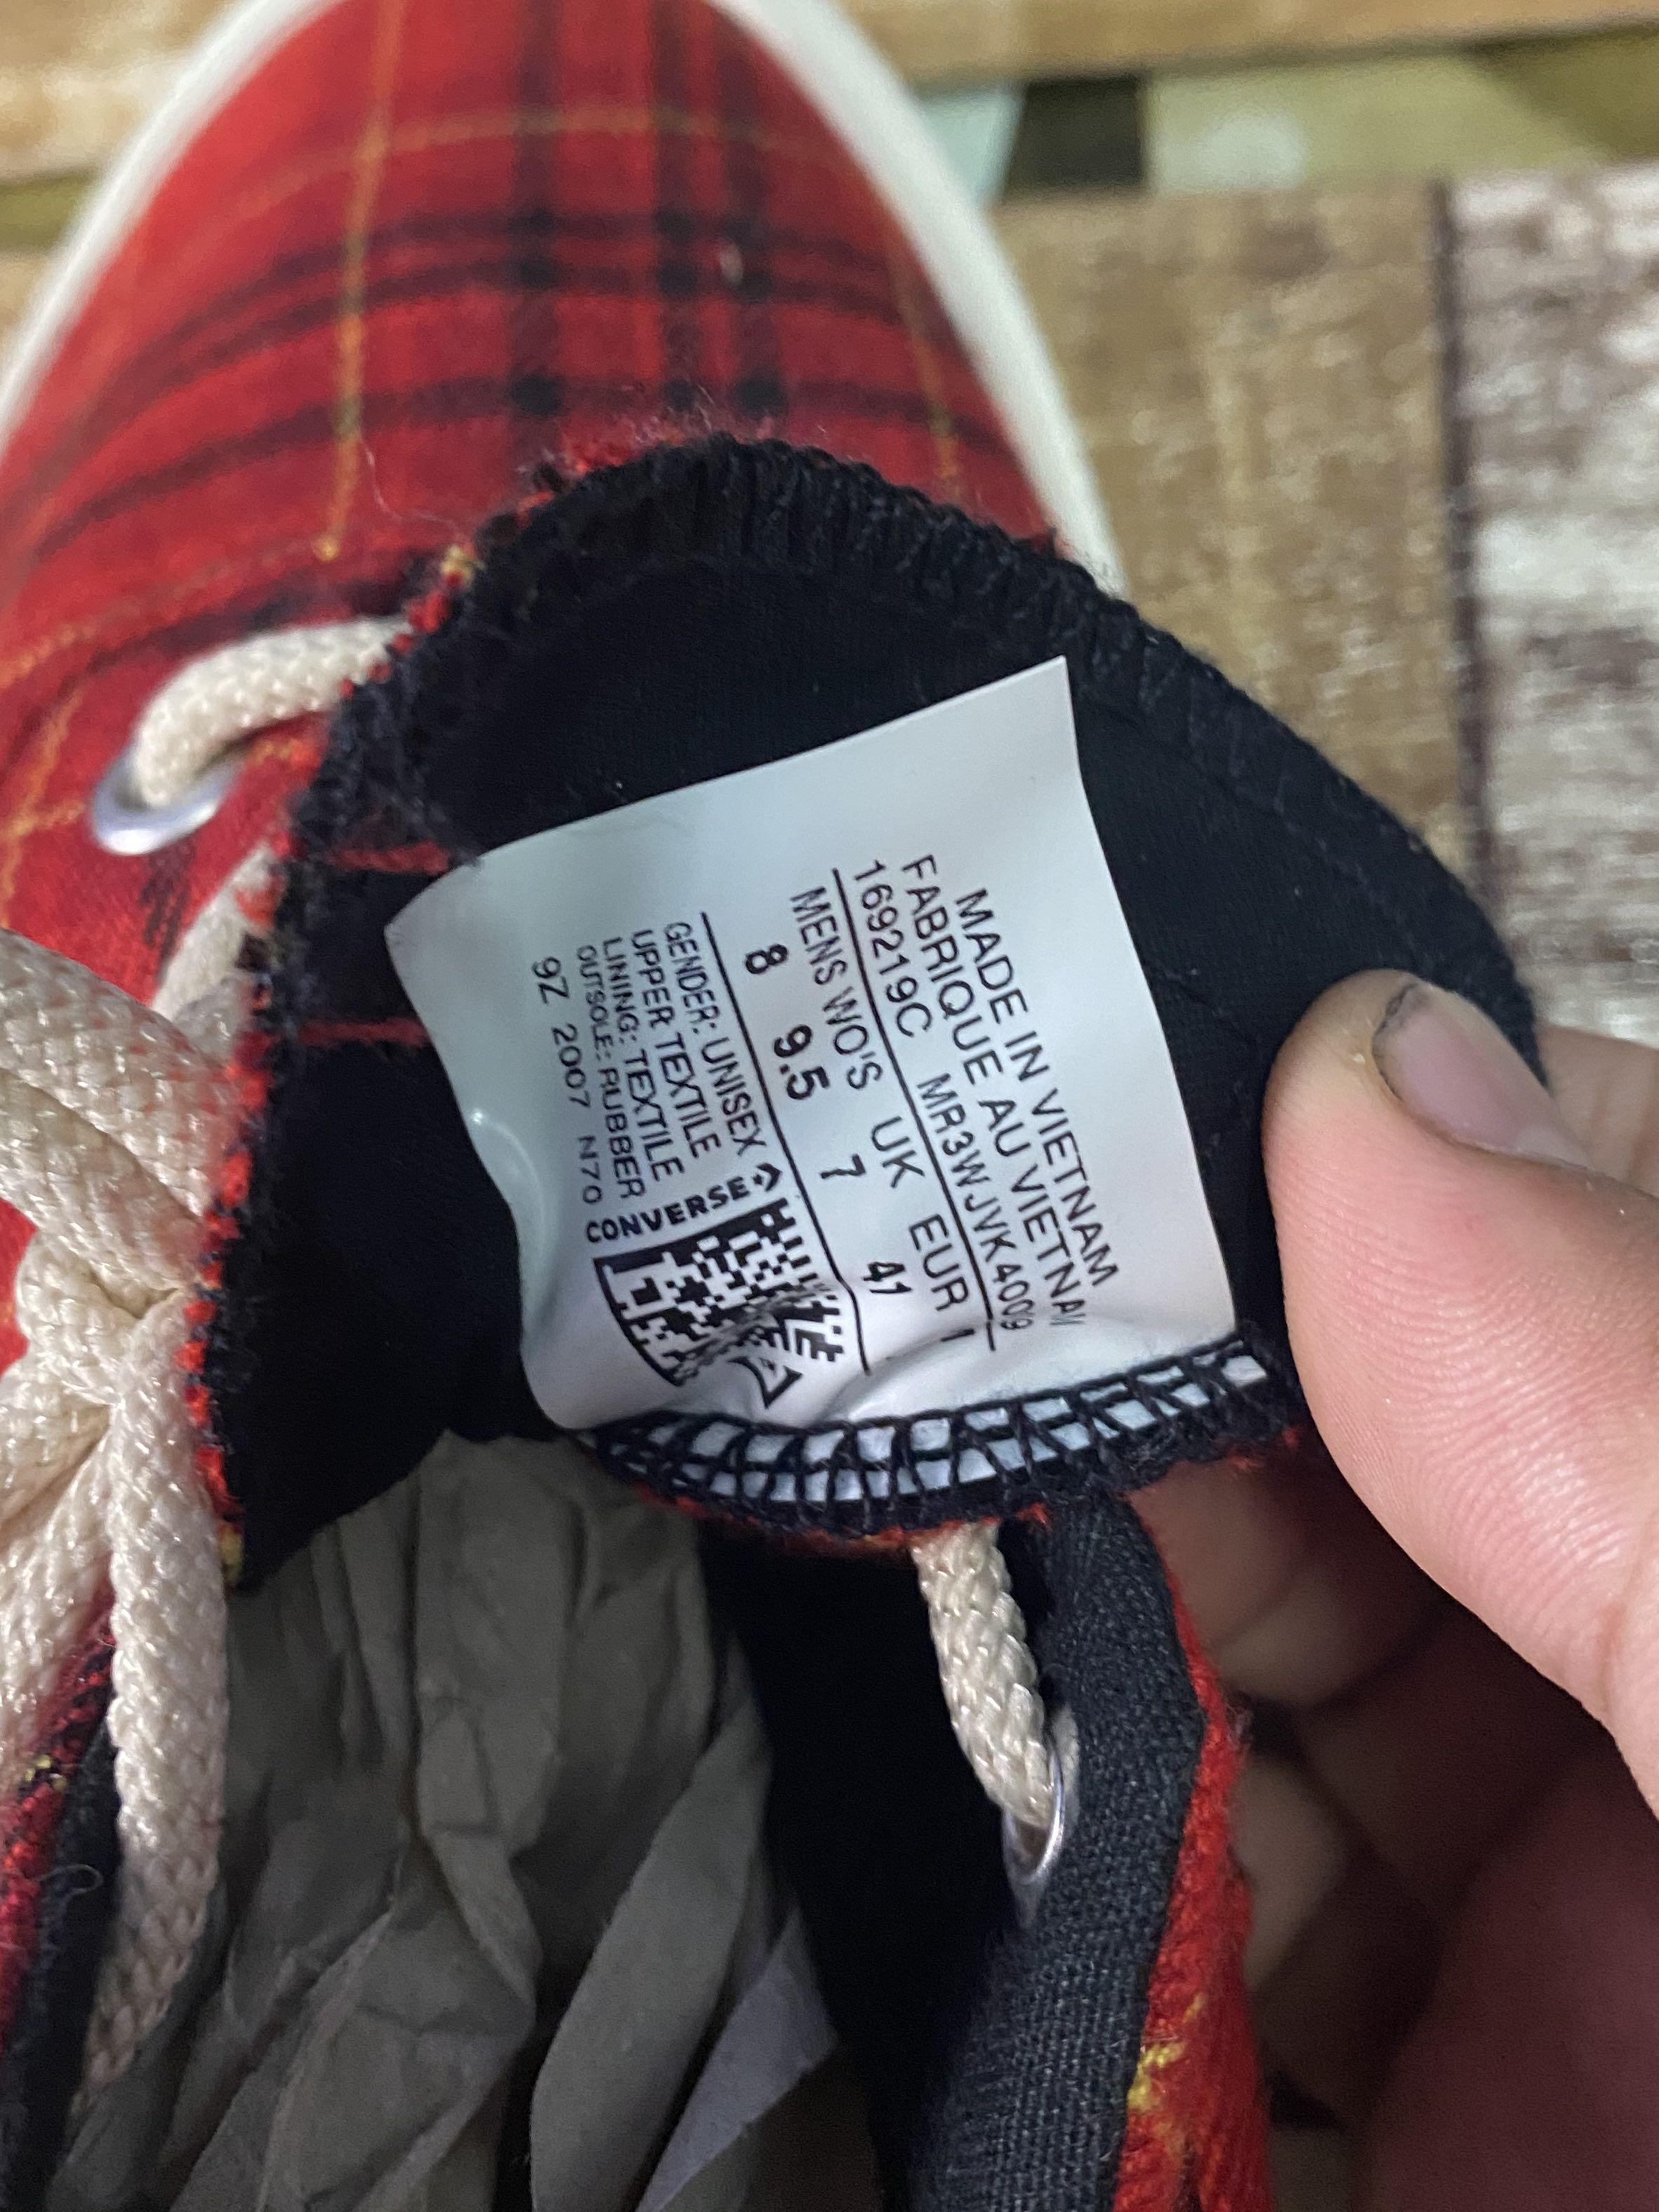 MADE IN VIETNAM
FABRIQUE AU VIETNAM
169219C MR3WJVK4009
MENS WO'S UK EUR
8 9.5 7 41
GENDER: UNISEX
UPPER: TEXTILE
LINING: TEXTILE
OUTSOLE: RUBBER
9Z 2007 N70
CONVERSE